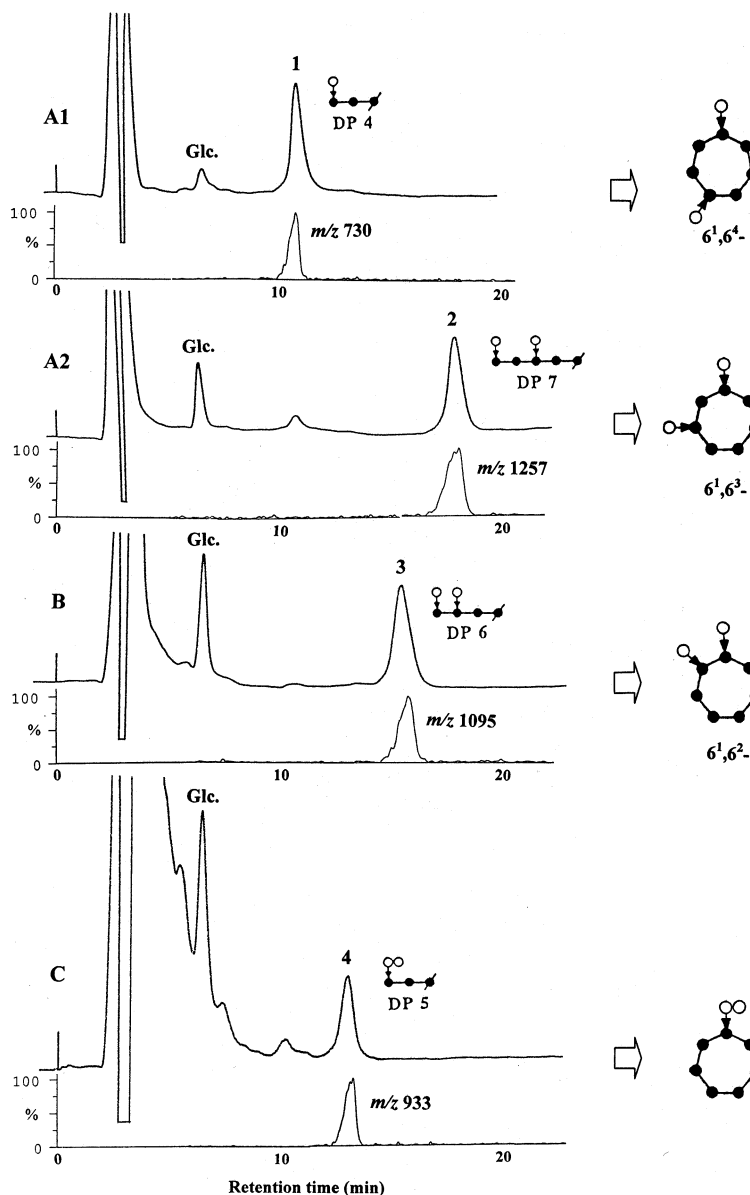 A1
Glc.
1
DP 4
100
%
0
m/z 730
0
10
20
6¹,6⁴-
A2
Glc.
2
DP 7
100
%
0
m/z 1257
0
10
20
6¹,6³-
B
Glc.
3
DP 6
100
%
0
m/z 1095
0
10
20
6¹,6²-
C
Glc.
4
DP 5
100
%
0
m/z 933
0
10
20
Retention time (min)